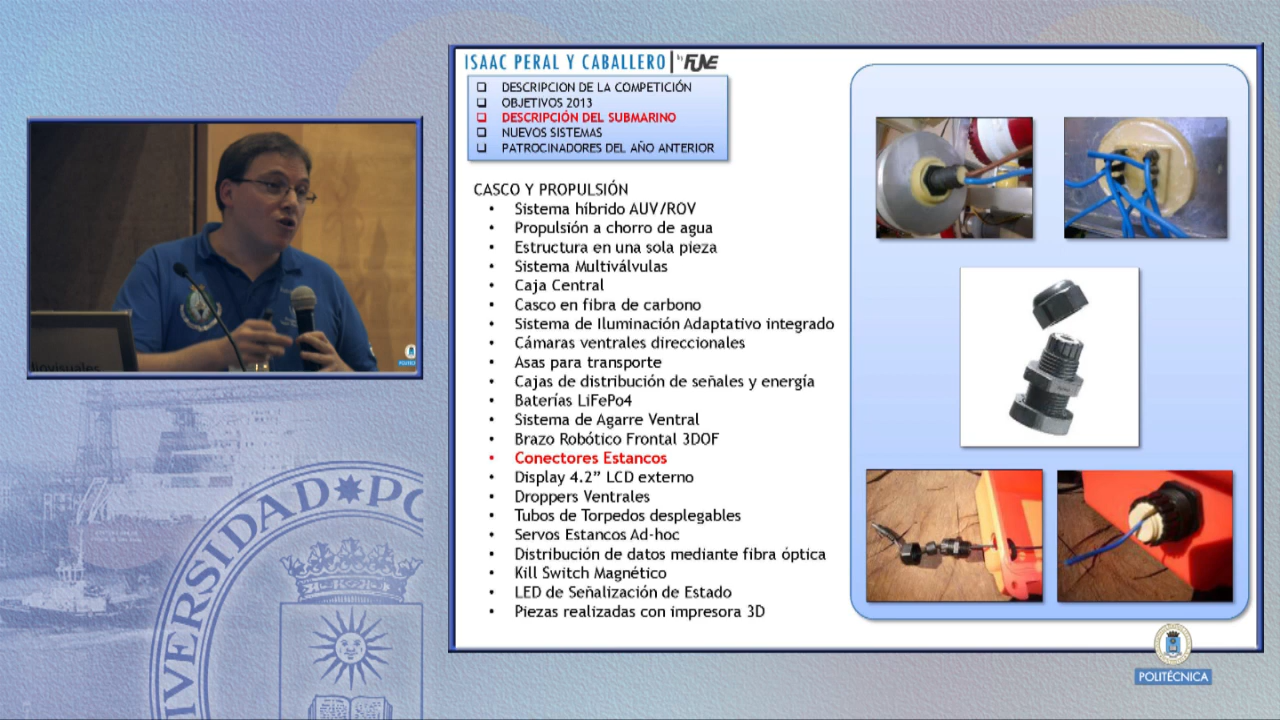 ISAAC PERAL Y CABALLERO by FUNE
DESCRIPCION DE LA COMPETICIÓN
OBJETIVOS 2013
DESCRIPCIÓN DEL SUBMARINO
NUEVOS SISTEMAS
PATROCINADORES DEL AÑO ANTERIOR
CASCO Y PROPULSIÓN
• Sistema híbrido AUV/ROV
• Propulsión a chorro de agua
• Estructura en una sola pieza
• Sistema Multiválvulas
• Caja Central
• Casco en fibra de carbono
• Sistema de Iluminación Adaptativo integrado
• Cámaras ventrales direccionales
• Asas para transporte
• Cajas de distribución de señales y energía
• Baterías LiFePo4
• Sistema de Agarre Ventral
• Brazo Robótico Frontal 3DOF
• Conectores Estancos
• Display 4.2” LCD externo
• Droppers Ventrales
• Tubos de Torpedos desplegables
• Servos Estancos Ad-hoc
• Distribución de datos mediante fibra óptica
• Kill Switch Magnético
• LED de Señalización de Estado
• Piezas realizadas con impresora 3D
VERSIDAD PO
POLITÉCNICA